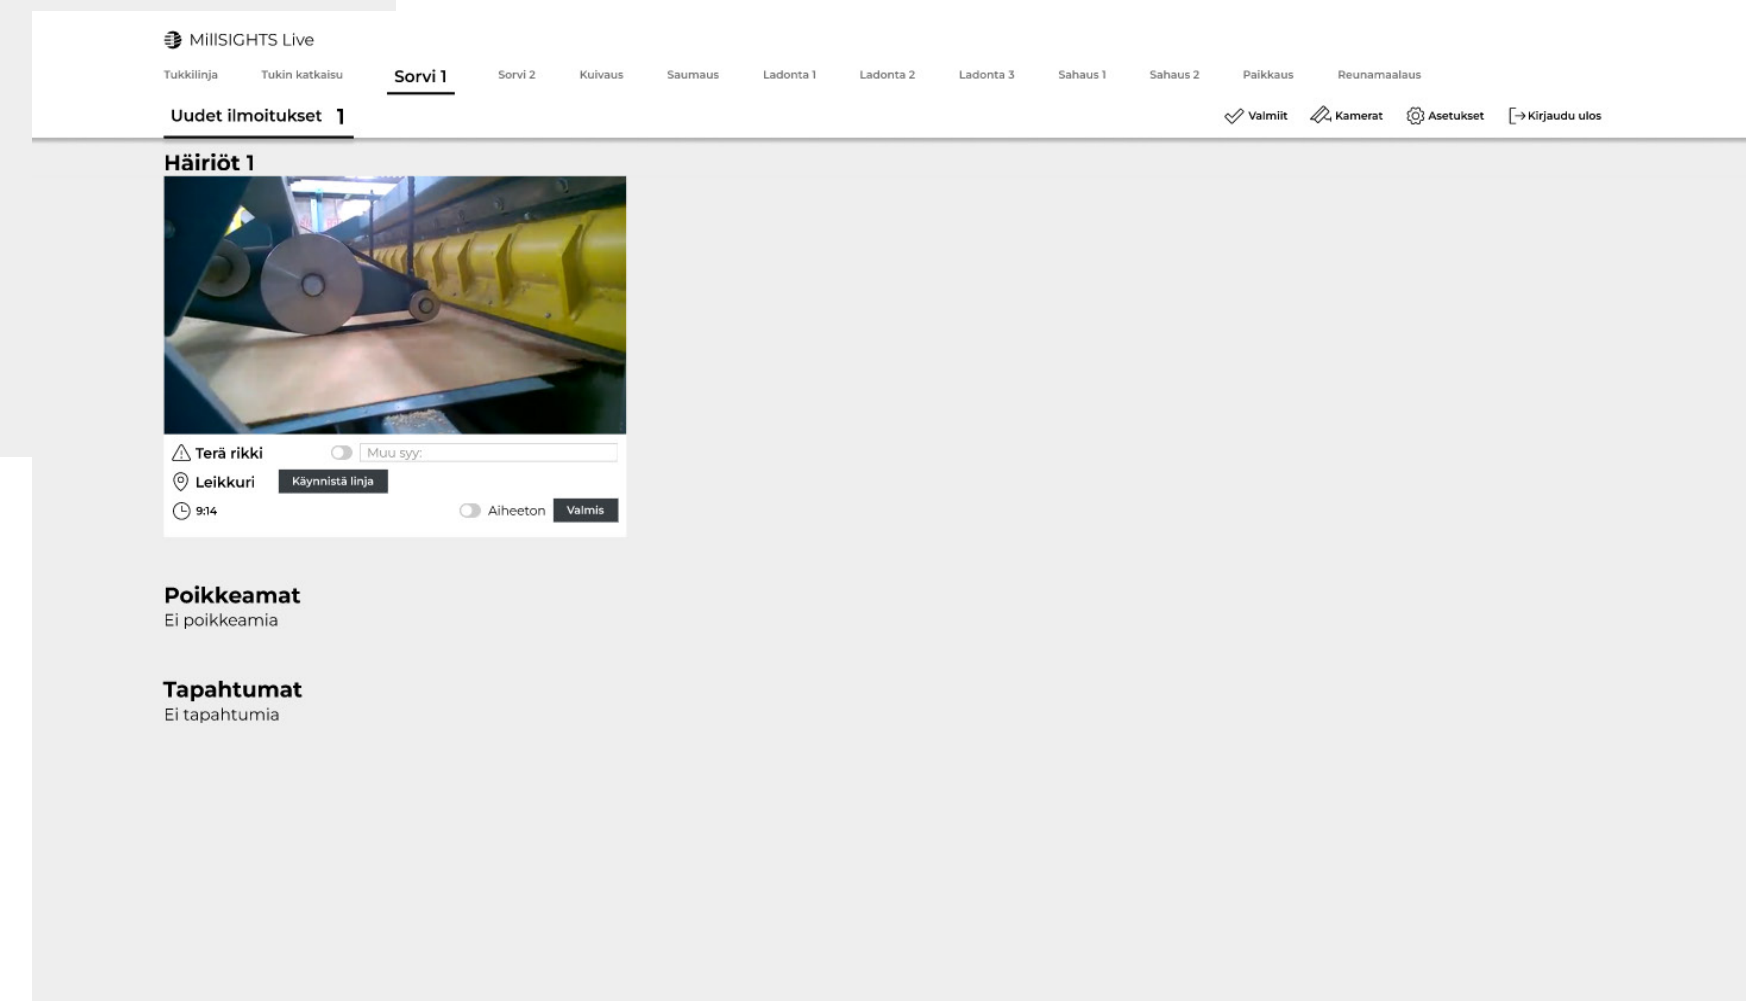 MillSIGHTS Live
Tukkilinja Tukin katkaisu Sorvi 1 Sorvi 2 Kuivaus Saumaus Ladonta 1 Ladonta 2 Ladonta 3 Sahaus 1 Sahaus 2 Paikkaus Reunamaalaus
Uudet ilmoitukset 1 Valmiit Kamerat Asetukset Kirjaudu ulos
Häiriöt 1
Terä rikki Muu syy:
Leikkuri Käynnistä linja
9:14 Aiheeton Valmis
Poikkeamat
Ei poikkeamia
Tapahtumat
Ei tapahtumia